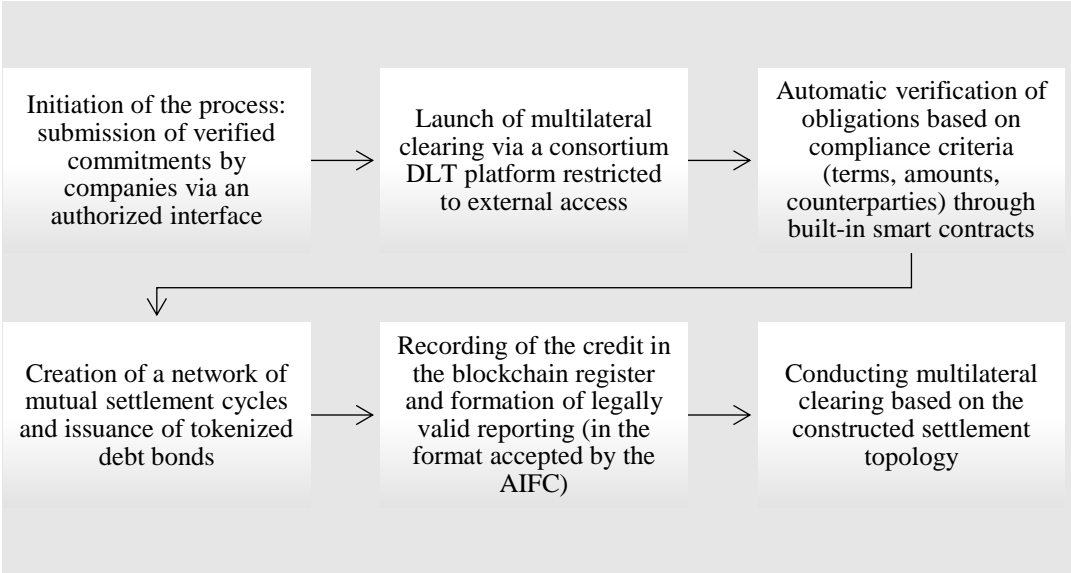 Initiation of the process:
submission of verified
commitments by
companies via an
authorized interface
Launch of multilateral
clearing via a consortium
DLT platform restricted
to external access
Automatic verification of
obligations based on
compliance criteria
(terms, amounts,
counterparties) through
built-in smart contracts
Creation of a network of
mutual settlement cycles
and issuance of tokenized
debt bonds
Recording of the credit in
the blockchain register
and formation of legally
valid reporting (in the
format accepted by the
AIFC)
Conducting multilateral
clearing based on the
constructed settlement
topology